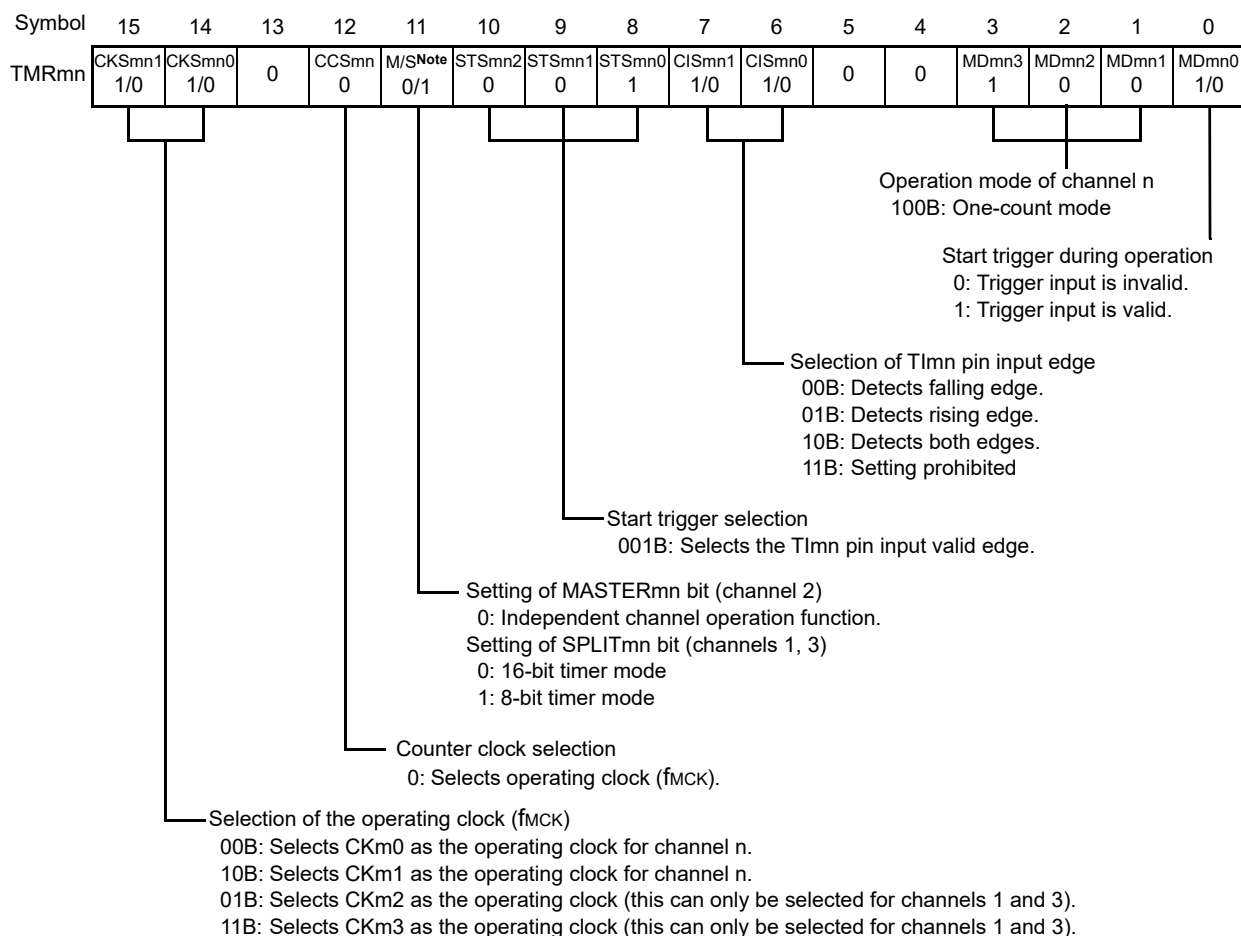 Symbol 15 14 13 12 11 10 9 8 7 6 5 4 3 2 1 0
TMRmn CKSmn1 CKSmn0 0 CCSmn M/SNote STSmn2 STSmn1 STSmn0 CISmn1 CISmn0 0 0 MDmn3 MDmn2 MDmn1 MDmn0
1/0 1/0 0 0/1 0 0 1 1/0 1/0 1 0 0 1/0
Operation mode of channel n
100B: One-count mode
Start trigger during operation
0: Trigger input is invalid.
1: Trigger input is valid.
Selection of TImn pin input edge
00B: Detects falling edge.
01B: Detects rising edge.
10B: Detects both edges.
11B: Setting prohibited
Start trigger selection
001B: Selects the TImn pin input valid edge.
Setting of MASTERmn bit (channel 2)
0: Independent channel operation function.
Setting of SPLITmn bit (channels 1, 3)
0: 16-bit timer mode
1: 8-bit timer mode
Counter clock selection
0: Selects operating clock (fMCK).
Selection of the operating clock (fMCK)
00B: Selects CKm0 as the operating clock for channel n.
10B: Selects CKm1 as the operating clock for channel n.
01B: Selects CKm2 as the operating clock (this can only be selected for channels 1 and 3).
11B: Selects CKm3 as the operating clock (this can only be selected for channels 1 and 3).